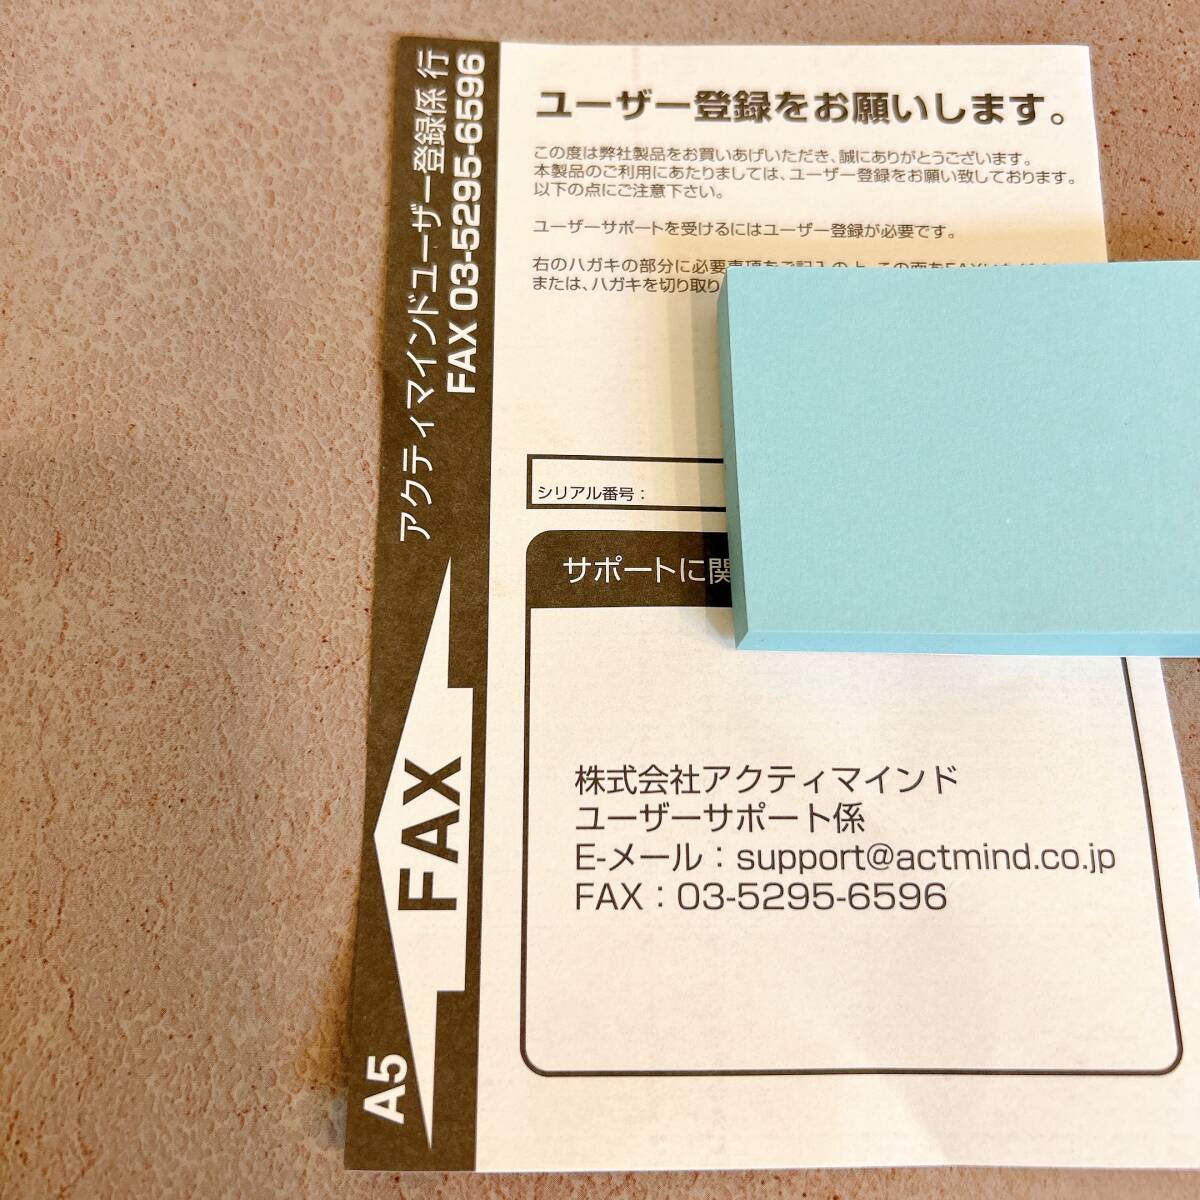 アクティマインドユーザー登録係 行
FAX 03-5295-6596
FAX
A5
ユーザー登録をお願いします。
この度は弊社製品をお買いあげいただき、誠にありがとうございます。
本製品のご利用にあたりましては、ユーザー登録をお願い致しております。
以下の点にご注意下さい。
ユーザーサポートを受けるにはユーザー登録が必要です。
右のハガキの部分に必要事項をご記入の上、この面をFAXいただ
または、ハガキを切り取り
シリアル番号：
サポートに関
株式会社アクティマインド
ユーザーサポート係
E-メール：support@actmind.co.jp
FAX：03-5295-6596